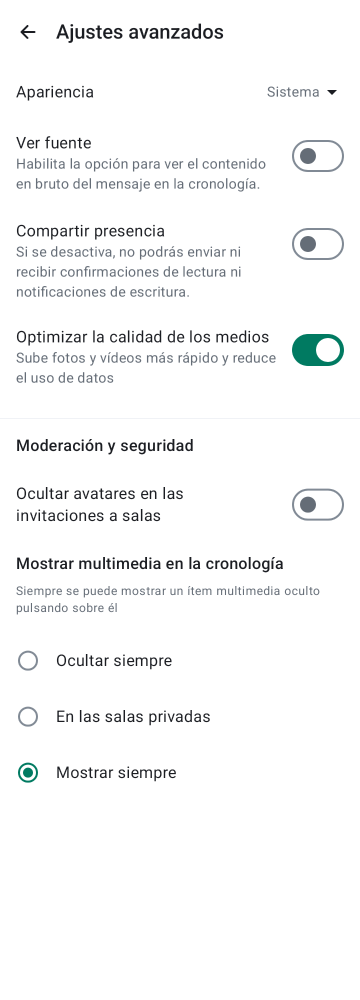 Ajustes avanzados
Apariencia
Sistema
Ver fuente
Habilita la opción para ver el contenido
en bruto del mensaje en la cronología.
Compartir presencia
Si se desactiva, no podrás enviar ni
recibir confirmaciones de lectura ni
notificaciones de escritura.
Optimizar la calidad de los medios
Sube fotos y vídeos más rápido y reduce
el uso de datos
Moderación y seguridad
Ocultar avatares en las
invitaciones a salas
Mostrar multimedia en la cronología
Siempre se puede mostrar un ítem multimedia oculto
pulsando sobre él
Ocultar siempre
En las salas privadas
Mostrar siempre